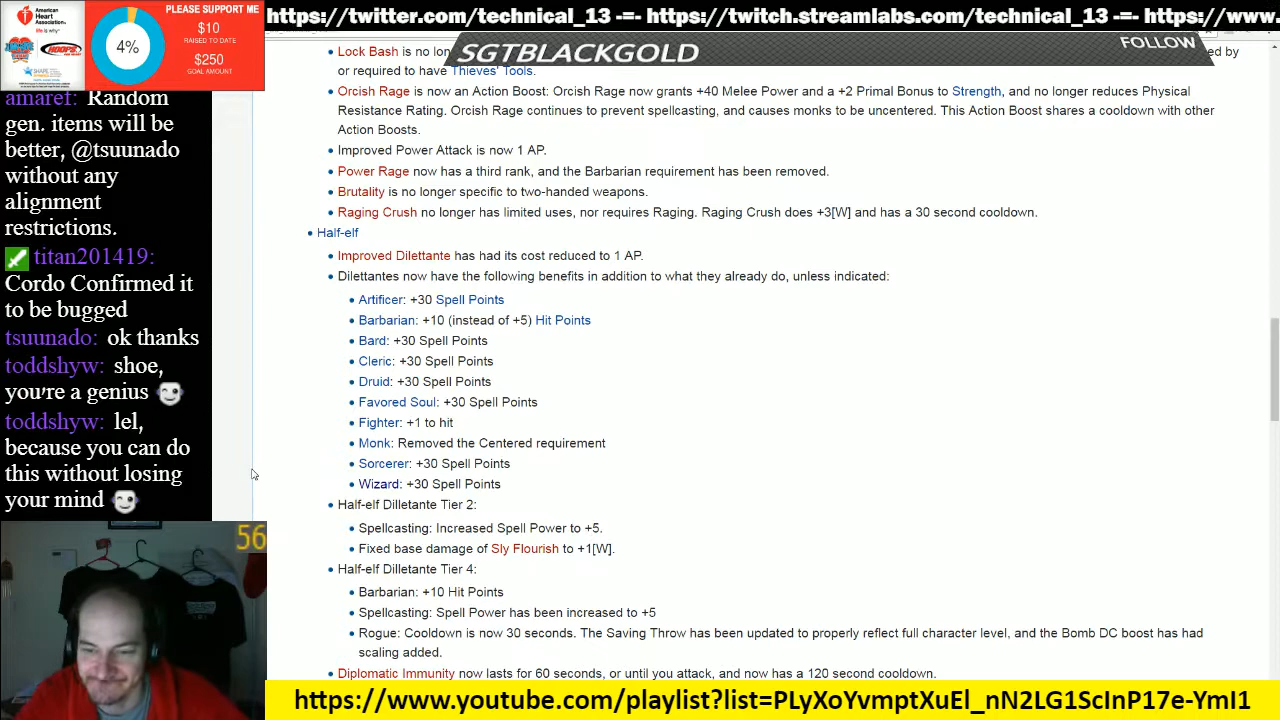 https://twitter.com/technical_13 -=- https://twitch.streamlabs.com/technical_13 -=- https://www.
American
Heart
Association®
life is why™
HOOPS
SHAPE
4%
PLEASE SUPPORT ME
$10
RAISED TO DATE
$250
GOAL AMOUNT
SGTBLACKGOLD
FOLLOW
amaref: Random
gen. items will be
better, @tsuunado
without any
alignment
restrictions.
titan201419:
Cordo Confirmed it
to be bugged
tsuunado: ok thanks
toddshyw: shoe,
you're a genius
toddshyw: lel,
because you can do
this without losing
your mind
56
Lock Bash is no lon
ed by
or required to have Thieves' Tools.
Orcish Rage is now an Action Boost: Orcish Rage now grants +40 Melee Power and a +2 Primal Bonus to Strength, and no longer reduces Physical
Resistance Rating. Orcish Rage continues to prevent spellcasting, and causes monks to be uncentered. This Action Boost shares a cooldown with other
Action Boosts.
Improved Power Attack is now 1 AP.
Power Rage now has a third rank, and the Barbarian requirement has been removed.
Brutality is no longer specific to two-handed weapons.
Raging Crush no longer has limited uses, nor requires Raging. Raging Crush does +3[W] and has a 30 second cooldown.
Half-elf
Improved Dilettante has had its cost reduced to 1 AP.
Dilettantes now have the following benefits in addition to what they already do, unless indicated:
Artificer: +30 Spell Points
Barbarian: +10 (instead of +5) Hit Points
Bard: +30 Spell Points
Cleric: +30 Spell Points
Druid: +30 Spell Points
Favored Soul: +30 Spell Points
Fighter: +1 to hit
Monk: Removed the Centered requirement
Sorcerer: +30 Spell Points
Wizard: +30 Spell Points
Half-elf Dilletante Tier 2:
Spellcasting: Increased Spell Power to +5.
Fixed base damage of Sly Flourish to +1[W].
Half-elf Dilletante Tier 4:
Barbarian: +10 Hit Points
Spellcasting: Spell Power has been increased to +5
Rogue: Cooldown is now 30 seconds. The Saving Throw has been updated to properly reflect full character level, and the Bomb DC boost has had
scaling added.
Diplomatic Immunity now lasts for 60 seconds, or until you attack, and now has a 120 second cooldown.
https://www.youtube.com/playlist?list=PLyXoYvmptXuEl_nN2LG1ScInP17e-YmI1